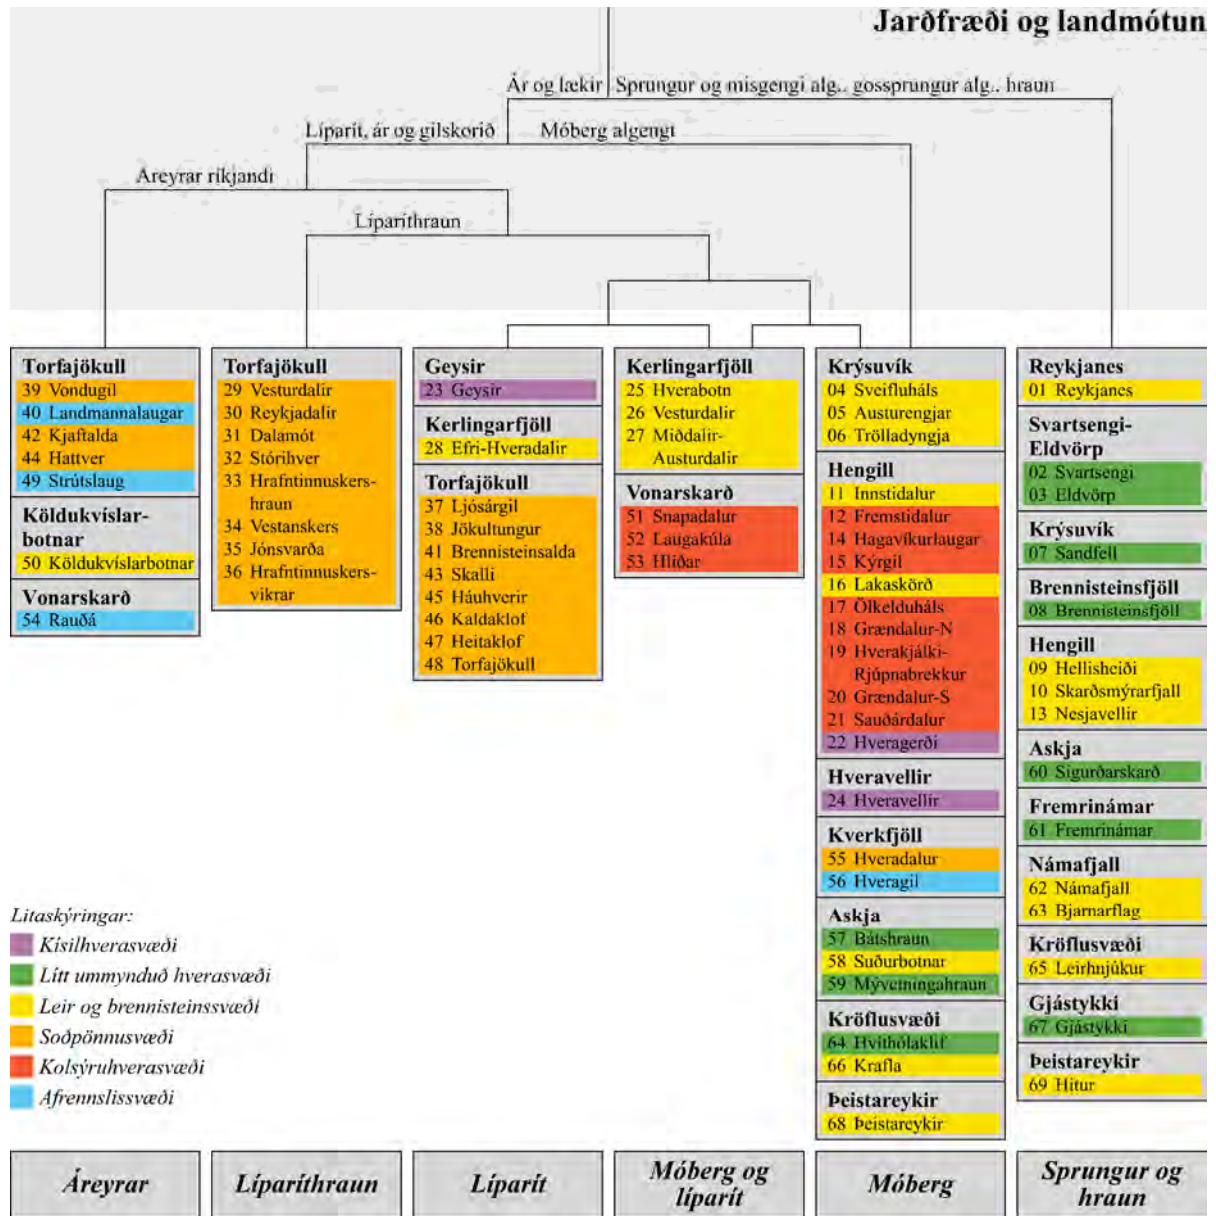 Jarðfræði og landmótun
Ár og lækir
Sprungur og misgengi alg., gossprungur alg., hraun
Líparít, ár og gilskorið
Móberg algengt
Áreyrar ríkjandi
Líparíthraun
Torfajökull
39 Vondugil
40 Landmannalaugar
42 Kjaftalda
44 Hattver
49 Strútslaug
Köldukvíslar-
botnar
50 Köldukvíslarbotnar
Vonarskarð
54 Rauðá
Torfajökull
29 Vesturdalir
30 Reykjadalir
31 Dalamót
32 Stórihver
33 Hrafntinnuskers-
hraun
34 Vestanskers
35 Jónsvarða
36 Hrafntinnuskers-
vikrar
Geysir
23 Geysir
Kerlingarfjöll
28 Efri-Hveradalir
Torfajökull
37 Ljósárgil
38 Jökultungur
41 Brennisteinsalda
43 Skalli
45 Háuhverir
46 Kaldaklof
47 Heitaklof
48 Torfajökull
Kerlingarfjöll
25 Hverabotn
26 Vesturdalir
27 Miðdalir-
Austurdalir
Vonarskarð
51 Snapadalur
52 Laugakúla
53 Hlíðar
Krýsuvík
04 Sveifluháls
05 Austurengjar
06 Trölladyngja
Hengill
11 Innstidalur
12 Fremstidalur
14 Hagavíkurlaugar
15 Kýrgil
16 Lakaskörð
17 Ölkelduháls
18 Grændalur-N
19 Hverakjálki-
Rjúpnabrekkur
20 Grændalur-S
21 Sauðárdalur
22 Hveragerði
Hveravellir
24 Hveravellir
Kverkfjöll
55 Hveradalur
56 Hveragil
Askja
57 Bátshraun
58 Suðurbotnar
59 Mývetningahraun
Kröflusvæði
64 Hvíthólaklif
66 Krafla
Þeistareykir
68 Þeistareykir
Reykjanes
01 Reykjanes
Svartsengi-
Eldvörp
02 Svartsengi
03 Eldvörp
Krýsuvík
07 Sandfell
Brennisteinsfjöll
08 Brennisteinsfjöll
Hengill
09 Hellisheiði
10 Skarðsmýrarfjall
13 Nesjavellir
Askja
60 Sigurðarskarð
Fremrinámar
61 Fremrinámar
Námafjall
62 Námafjall
63 Bjarnarflag
Kröflusvæði
65 Leirhnjúkur
Gjástykki
67 Gjástykki
Þeistareykir
69 Hitur
Litaskýringar:
Kísilhverasvæði
Lítt ummynduð hverasvæði
Leir og brennisteinssvæði
Soðpönnusvæði
Kolsýruhverasvæði
Afrennslissvæði
Áreyrar
Líparíthraun
Líparít
Móberg og
líparít
Móberg
Sprungur og
hraun